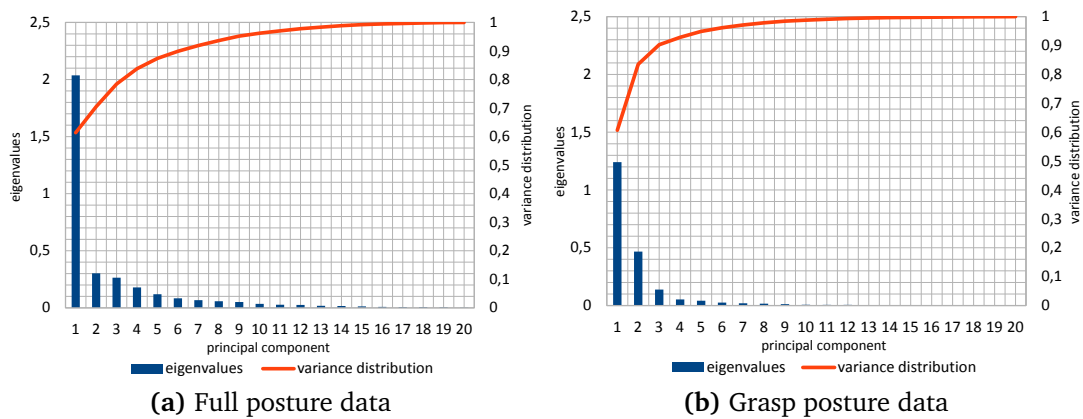 2,5
2
1,5
1
0,5
0
eigenvalues
1
0,9
0,8
0,7
0,6
0,5
0,4
0,3
0,2
0,1
0
variance distribution
1 2 3 4 5 6 7 8 9 10 11 12 13 14 15 16 17 18 19 20
principal component
eigenvalues variance distribution
(a) Full posture data
2,5
2
1,5
1
0,5
0
eigenvalues
1
0,9
0,8
0,7
0,6
0,5
0,4
0,3
0,2
0,1
0
variance distribution
1 2 3 4 5 6 7 8 9 10 11 12 13 14 15 16 17 18 19 20
principal component
eigenvalues variance distribution
(b) Grasp posture data